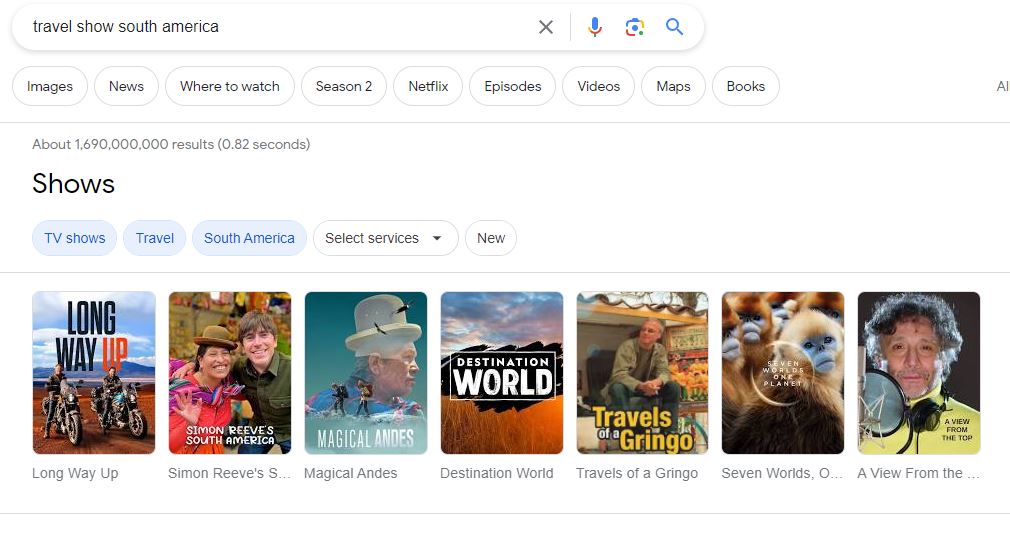 travel show south america
Images
News
Where to watch
Season 2
Netflix
Episodes
Videos
Maps
Books
About 1,690,000,000 results (0.82 seconds)
Shows
TV shows
Travel
South America
Select services
New
LONG
WAY UP
SIMON REEVE'S
SOUTH AMERICA
MAGICAL ANDES
DESTINATION
WORLD
Travels
of a Gringo
SEVEN
WORLDS
ONE
PLANET
A VIEW
FROM
THE TOP
Long Way Up
Simon Reeve's S...
Magical Andes
Destination World
Travels of a Gringo
Seven Worlds, O...
A View From the ...